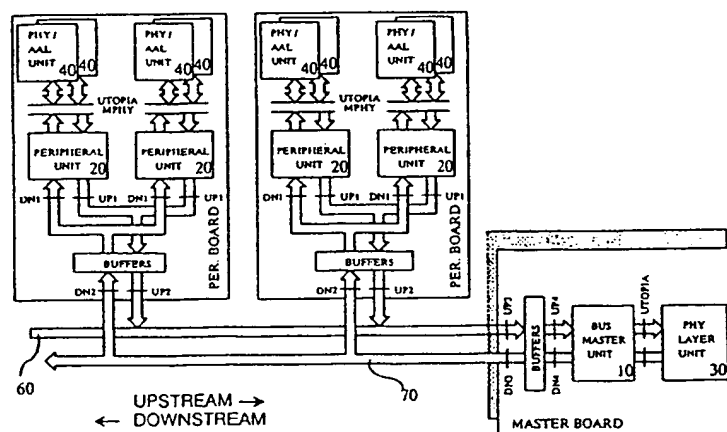 PHY/
AAL
UNIT
40
40
PHY/
AAL
UNIT
40
40
UTOPIA
MPHY
PERIPHERAL
UNIT
20
PERIPHERAL
UNIT
20
DN1
UP1
DN1
UP1
BUFFERS
DN2
UP2
PER. BOARD
PHY/
AAL
UNIT
40
40
PHY/
AAL
UNIT
40
40
UTOPIA
MPHY
PERIPHERAL
UNIT
20
PERIPHERAL
UNIT
20
DN1
UP1
DN1
UP1
BUFFERS
DN2
UP2
PER. BOARD
UP3
DN3
BUFFERS
UP4
DN4
BUS
MASTER
UNIT
10
UTOPIA
PHY
LAYER
UNIT
30
60
70
UPSTREAM
DOWNSTREAM
MASTER BOARD